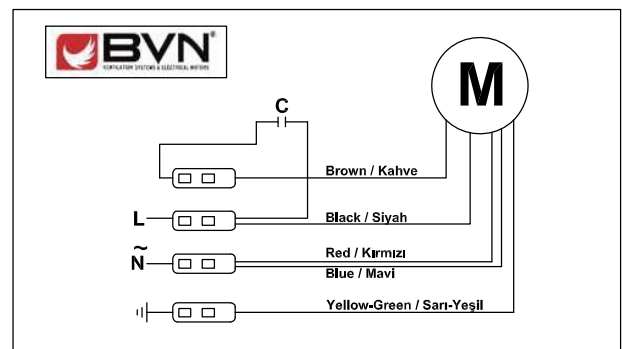 BVN
VENTILATION SYSTEMS & ELECTRICAL MOTORS
M
C
Brown / Kahve
L
Black / Siyah
Red / Kırmızı
~
N
Blue / Mavi
Yellow-Green / Sarı-Yeşil